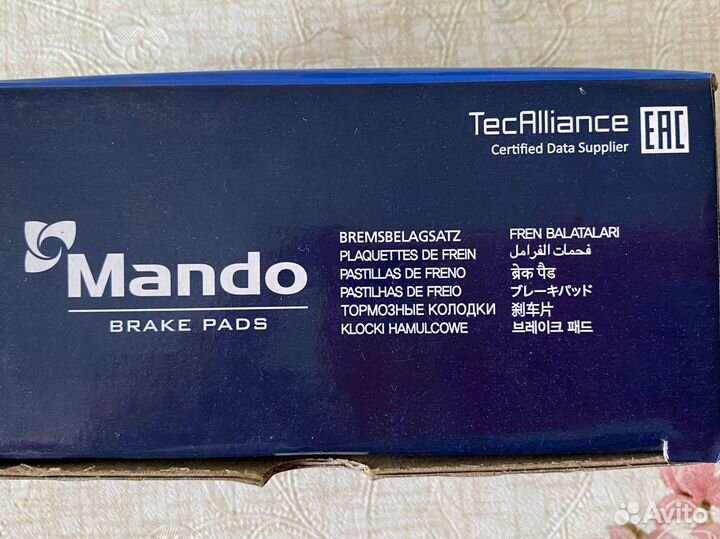 TecAlliance
Certified Data Supplier
EAC
Mando
BRAKE PADS
BREMSBELAGSATZ
PLAQUETTES DE FREIN
PASTILLAS DE FRENO
PASTILHAS DE FREIO
ТОРМОЗНЫЕ КОЛОДКИ
KLOCKI HAMULCOWE
FREN BALATALARI
فحمات الفرامل
ब्रेक पैड
ブレーキパッド
刹车片
브레이크 패드
Avito